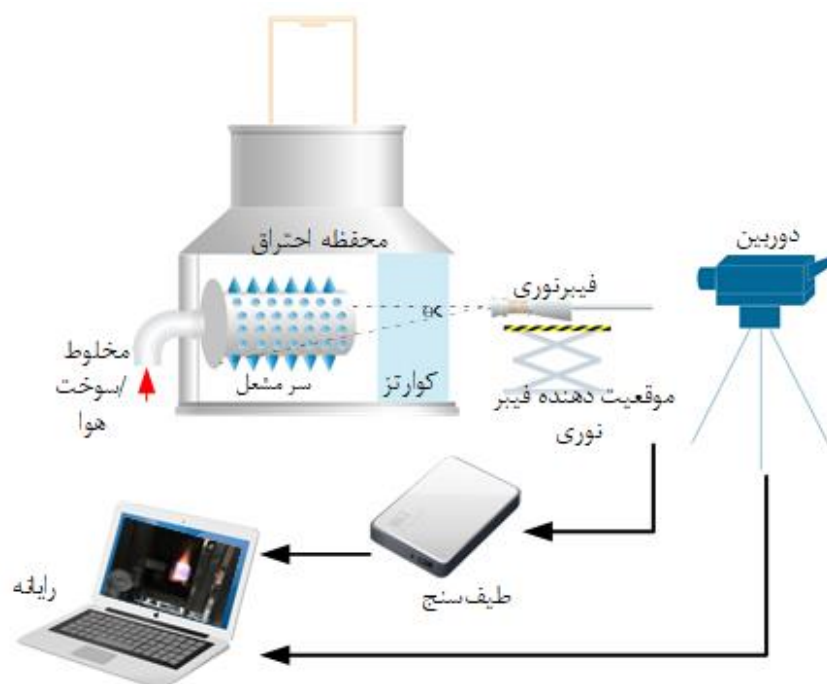 محفظه احتراق
دوربین
فیبرنوری
مخلوط
سوخت/
هوا
سر مشعل
کوارتز
موقعیت دهنده فیبر
نوری
طیف‌سنج
رایانه